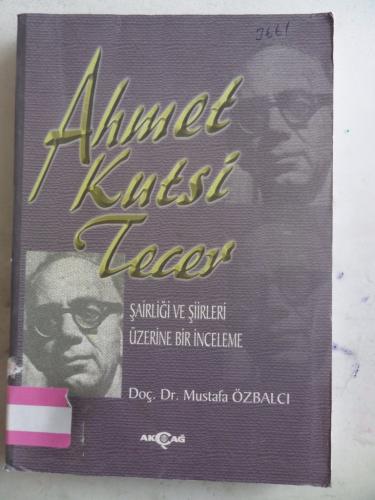 3661
Ahmet
Kutsi
Tecer
ŞAİRLİĞİ VE ŞİİRLERİ
ÜZERİNE BİR İNCELEME
Doç. Dr. Mustafa ÖZBALCI
AKÇAĞ